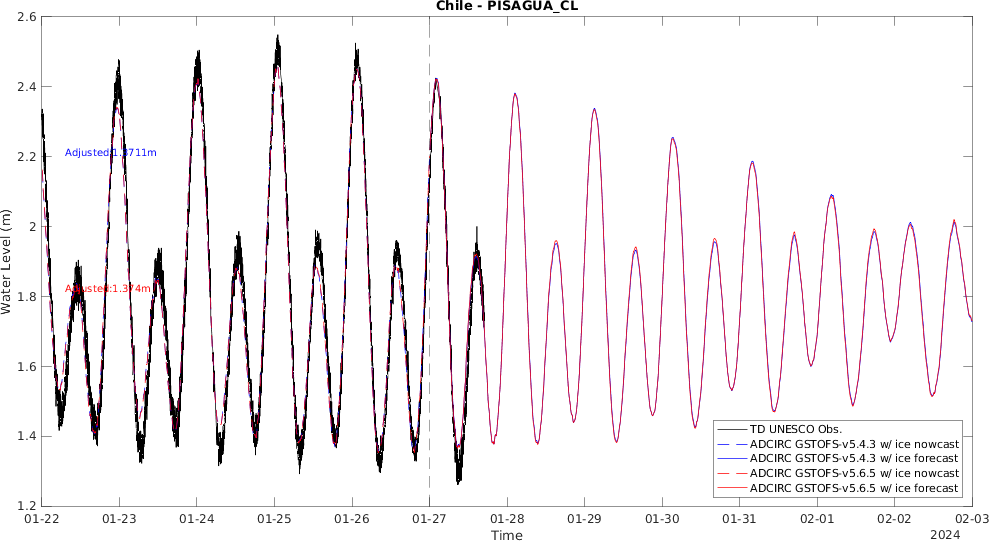 Chile - PISAGUA_CL
2.6
2.4
2.2
2
1.8
1.6
1.4
1.2
Water Level (m)
Adjusted:1.3711m
Adjusted:1.374m
TD UNESCO Obs.
ADCIRC GSTOFS-v5.4.3 w/ ice nowcast
ADCIRC GSTOFS-v5.4.3 w/ ice forecast
ADCIRC GSTOFS-v5.6.5 w/ ice nowcast
ADCIRC GSTOFS-v5.6.5 w/ ice forecast
01-22 01-23 01-24 01-25 01-26 01-27 01-28 01-29 01-30 01-31 02-01 02-02 02-03
Time
2024